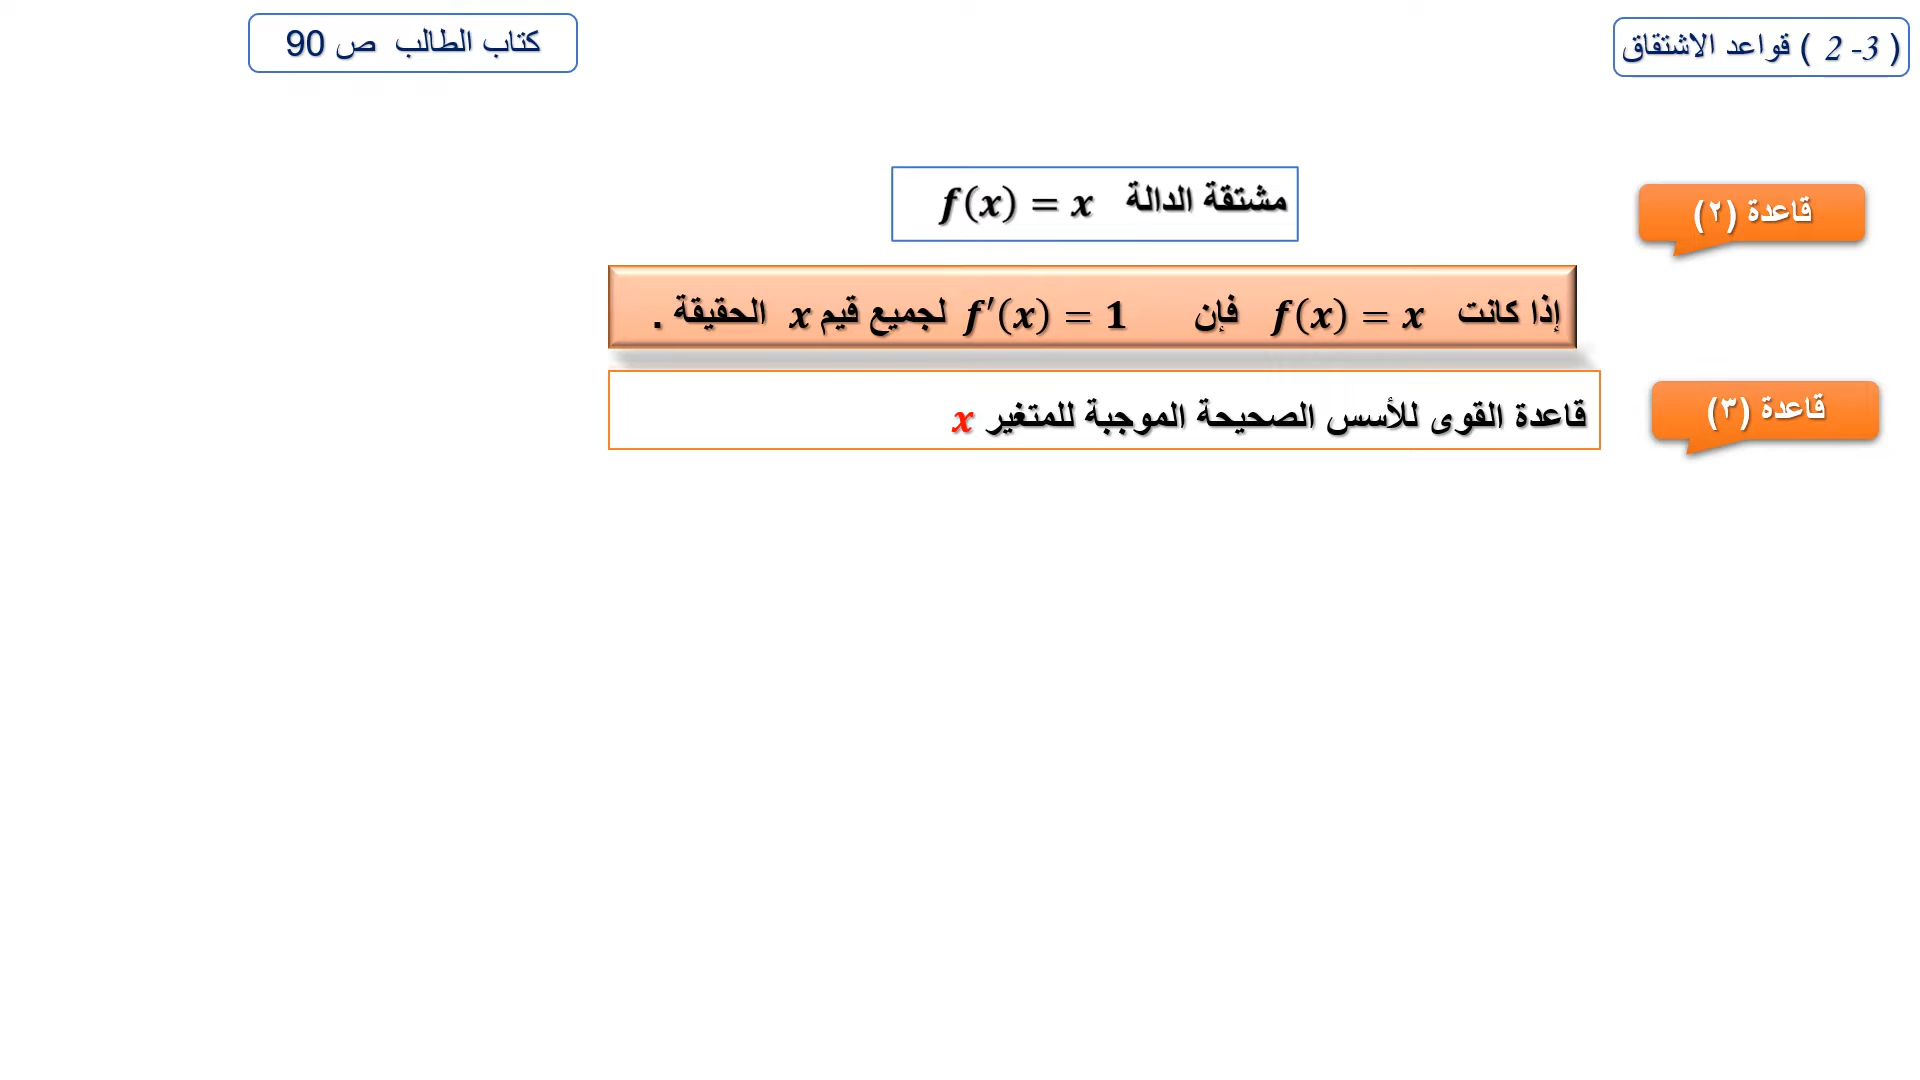 ( 2 -3 ) قواعد الاشتقاق
كتاب الطالب ص 90
قاعدة (٢)
مشتقة الدالة f(x) = x
إذا كانت f(x) = x فإن f′(x) = 1 لجميع قيم x الحقيقة .
قاعدة (٣)
قاعدة القوى للأسس الصحيحة الموجبة للمتغير x